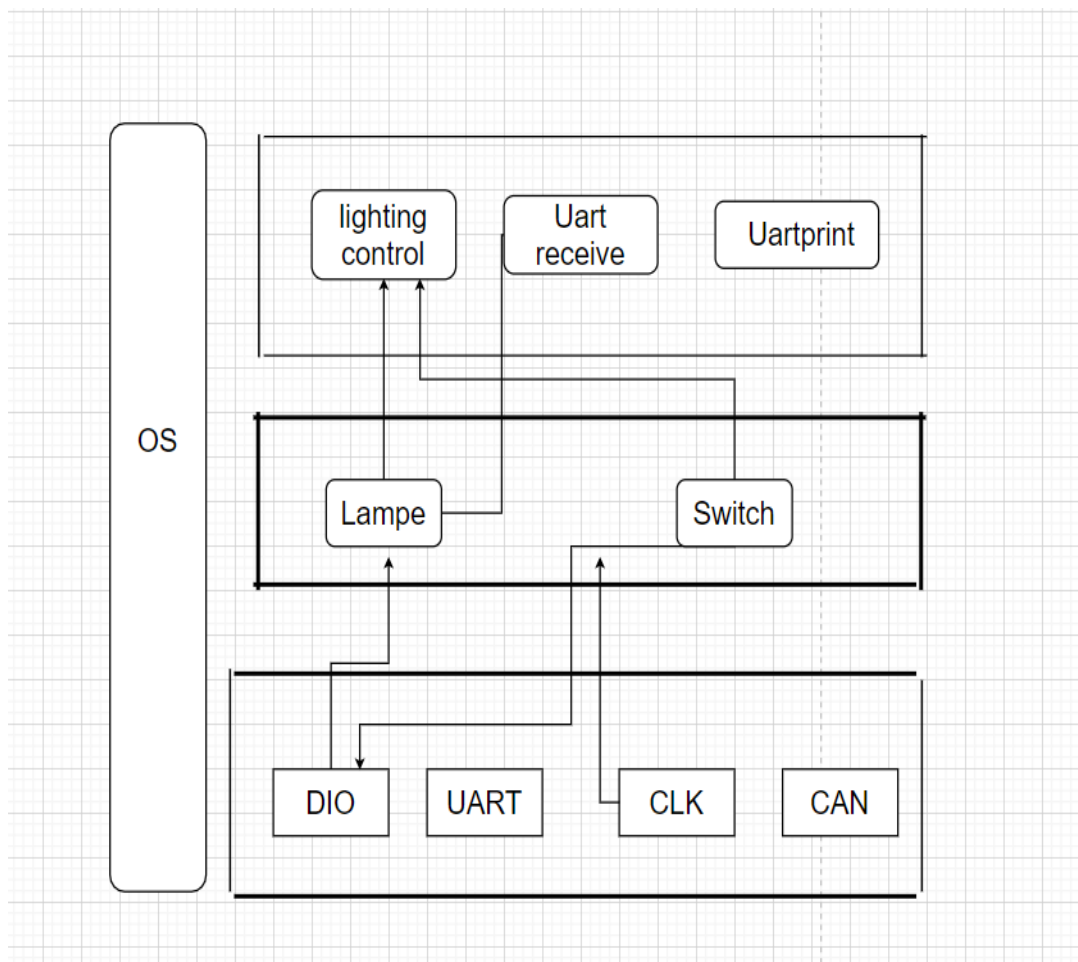 lighting
control
Uart
receive
Uartprint
OS
Lampe
Switch
DIO
UART
CLK
CAN